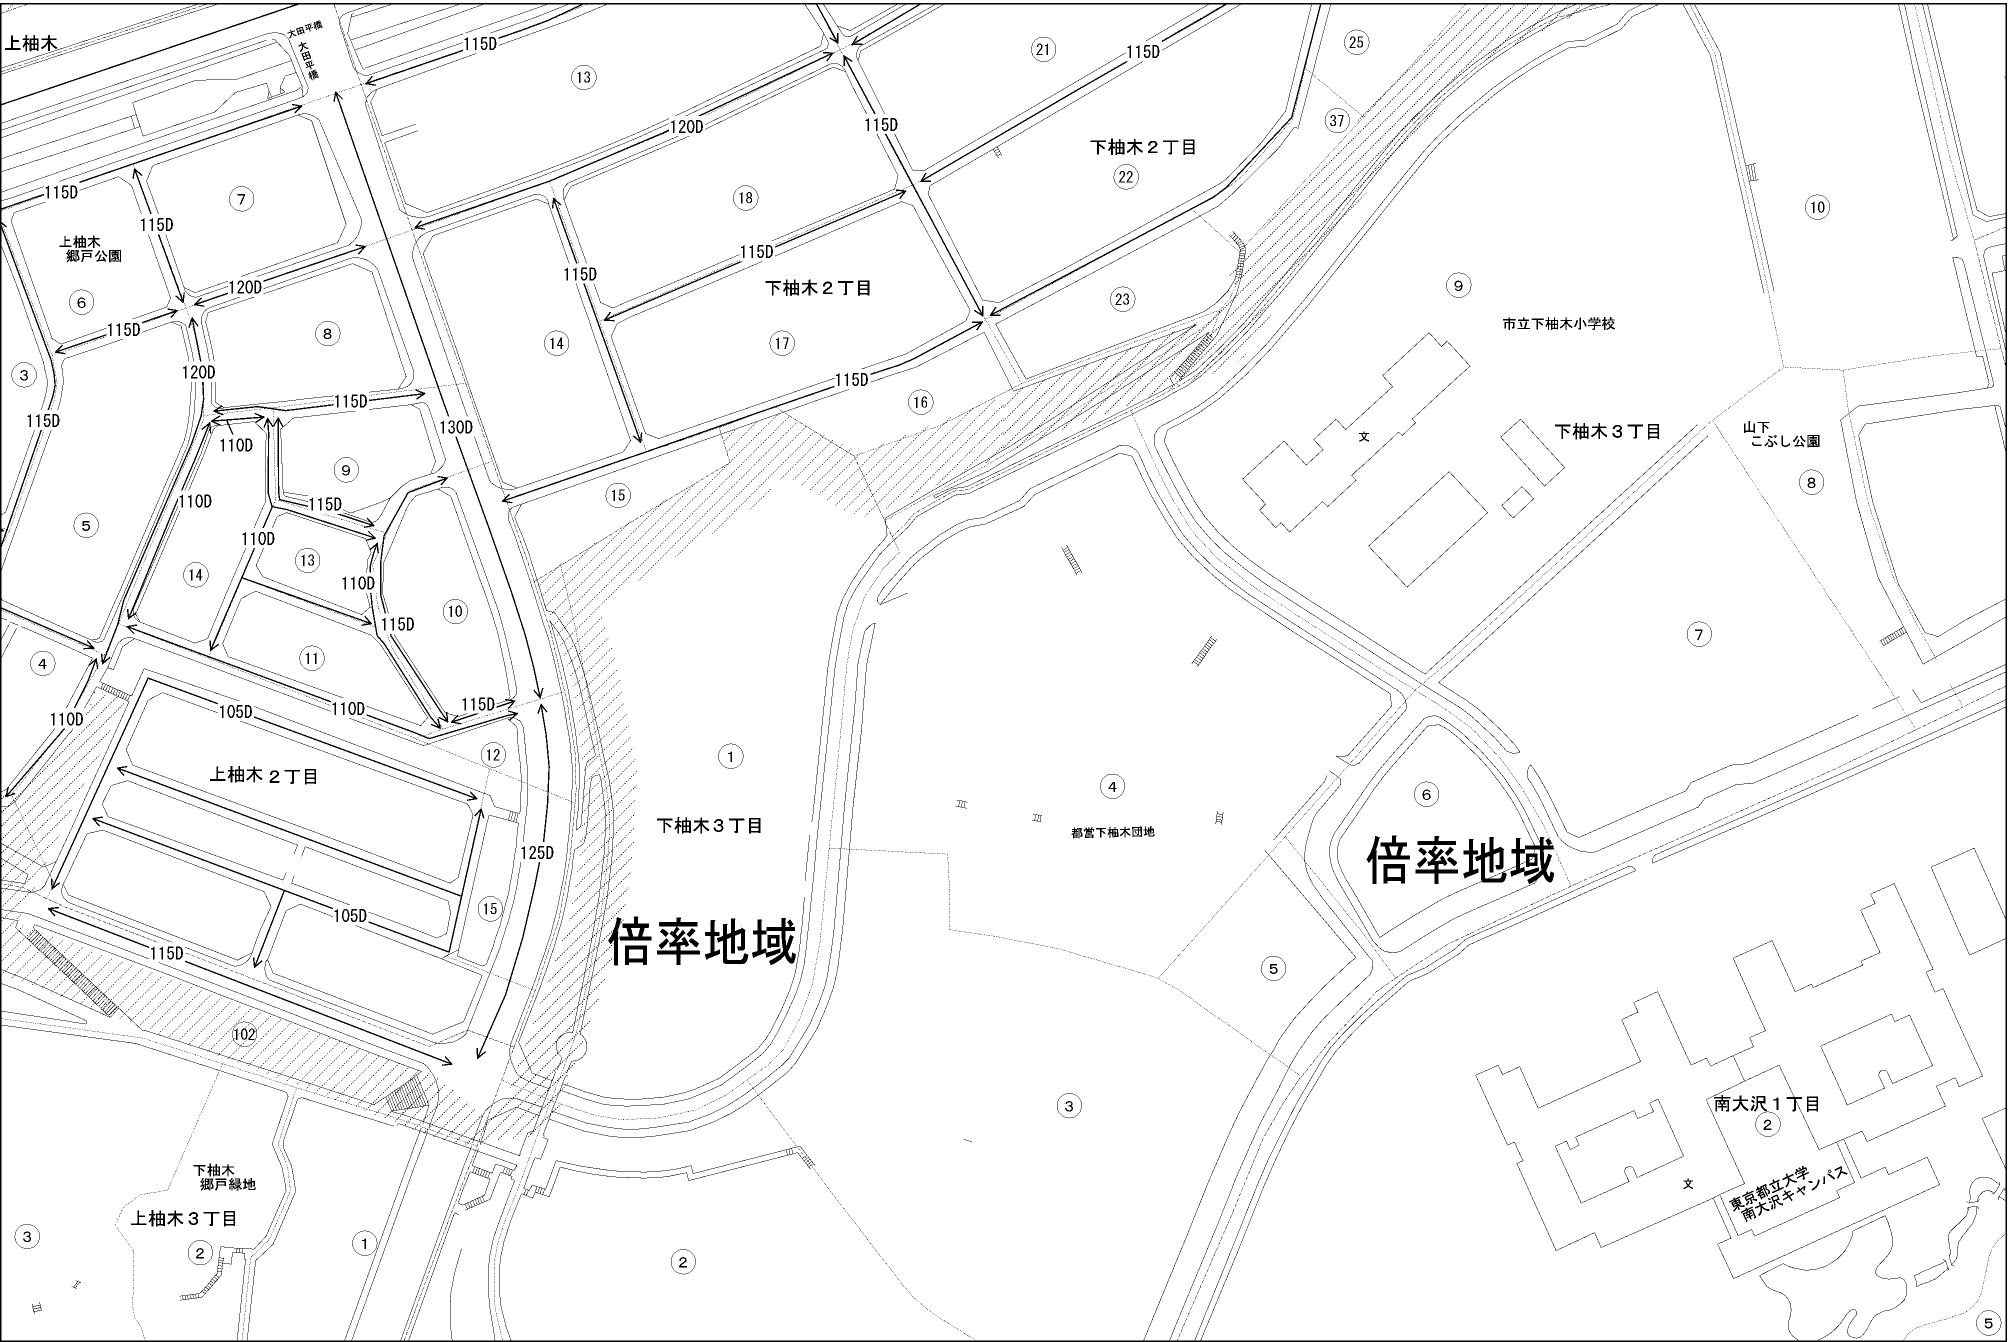 上柚木
大田平橋
大田平橋
115D
13
21
115D
25
37
120D
115D
下柚木２丁目
22
115D
7
115D
上柚木
郷戸公園
6
18
10
115D
115D
下柚木２丁目
120D
23
9
市立下柚木小学校
115D
8
14
17
3
120D
115D
115D
16
115D
110D
130D
文
下柚木３丁目
山下
こぶし公園
9
8
5
110D
115D
15
110D
13
14
110D
10
115D
7
4
11
115D
110D
110D
105D
12
1
上柚木２丁目
4
6
下柚木３丁目
都営下柚木団地
125D
倍率地域
15
105D
倍率地域
115D
5
102
3
南大沢１丁目
2
下柚木
郷戸緑地
東京都立大学
南大沢キャンパス
文
上柚木３丁目
3
2
1
2
5